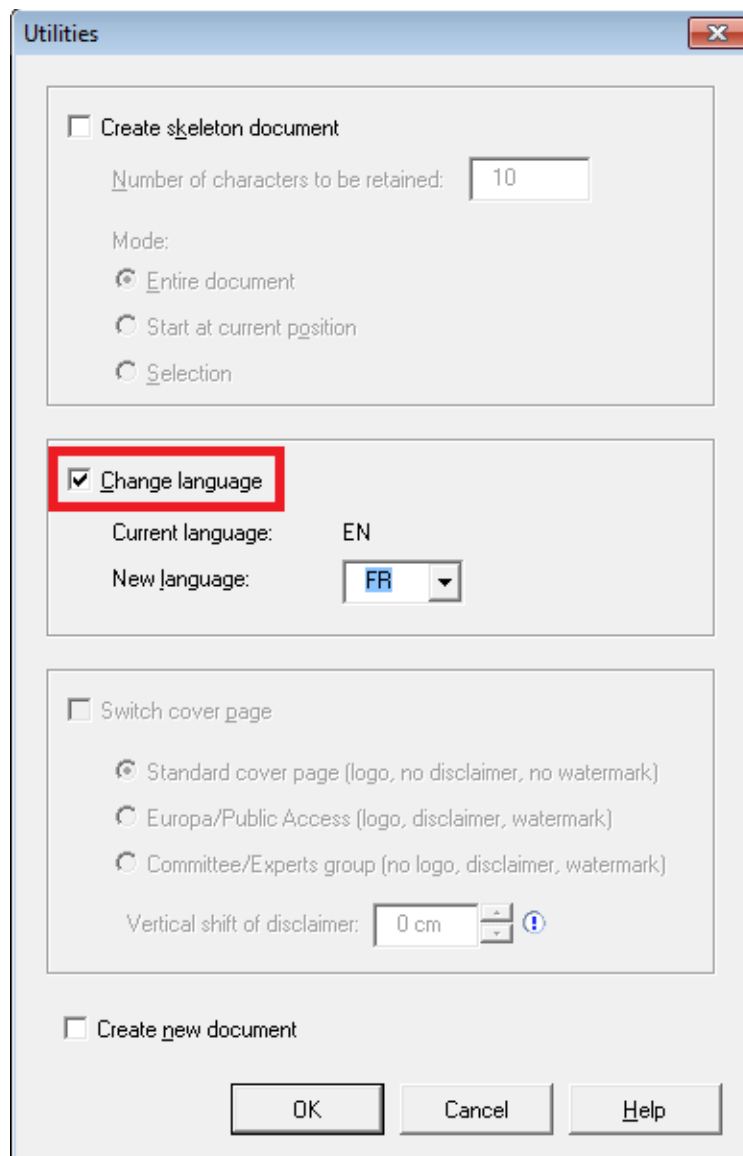 Utilities
Create skeleton document
Number of characters to be retained: 10
Mode:
Entire document
Start at current position
Selection
Change language
Current language: EN
New language: FR
Switch cover page
Standard cover page (logo, no disclaimer, no watermark)
Europa/Public Access (logo, disclaimer, watermark)
Committee/Experts group (no logo, disclaimer, watermark)
Vertical shift of disclaimer: 0 cm
Create new document
OK Cancel Help